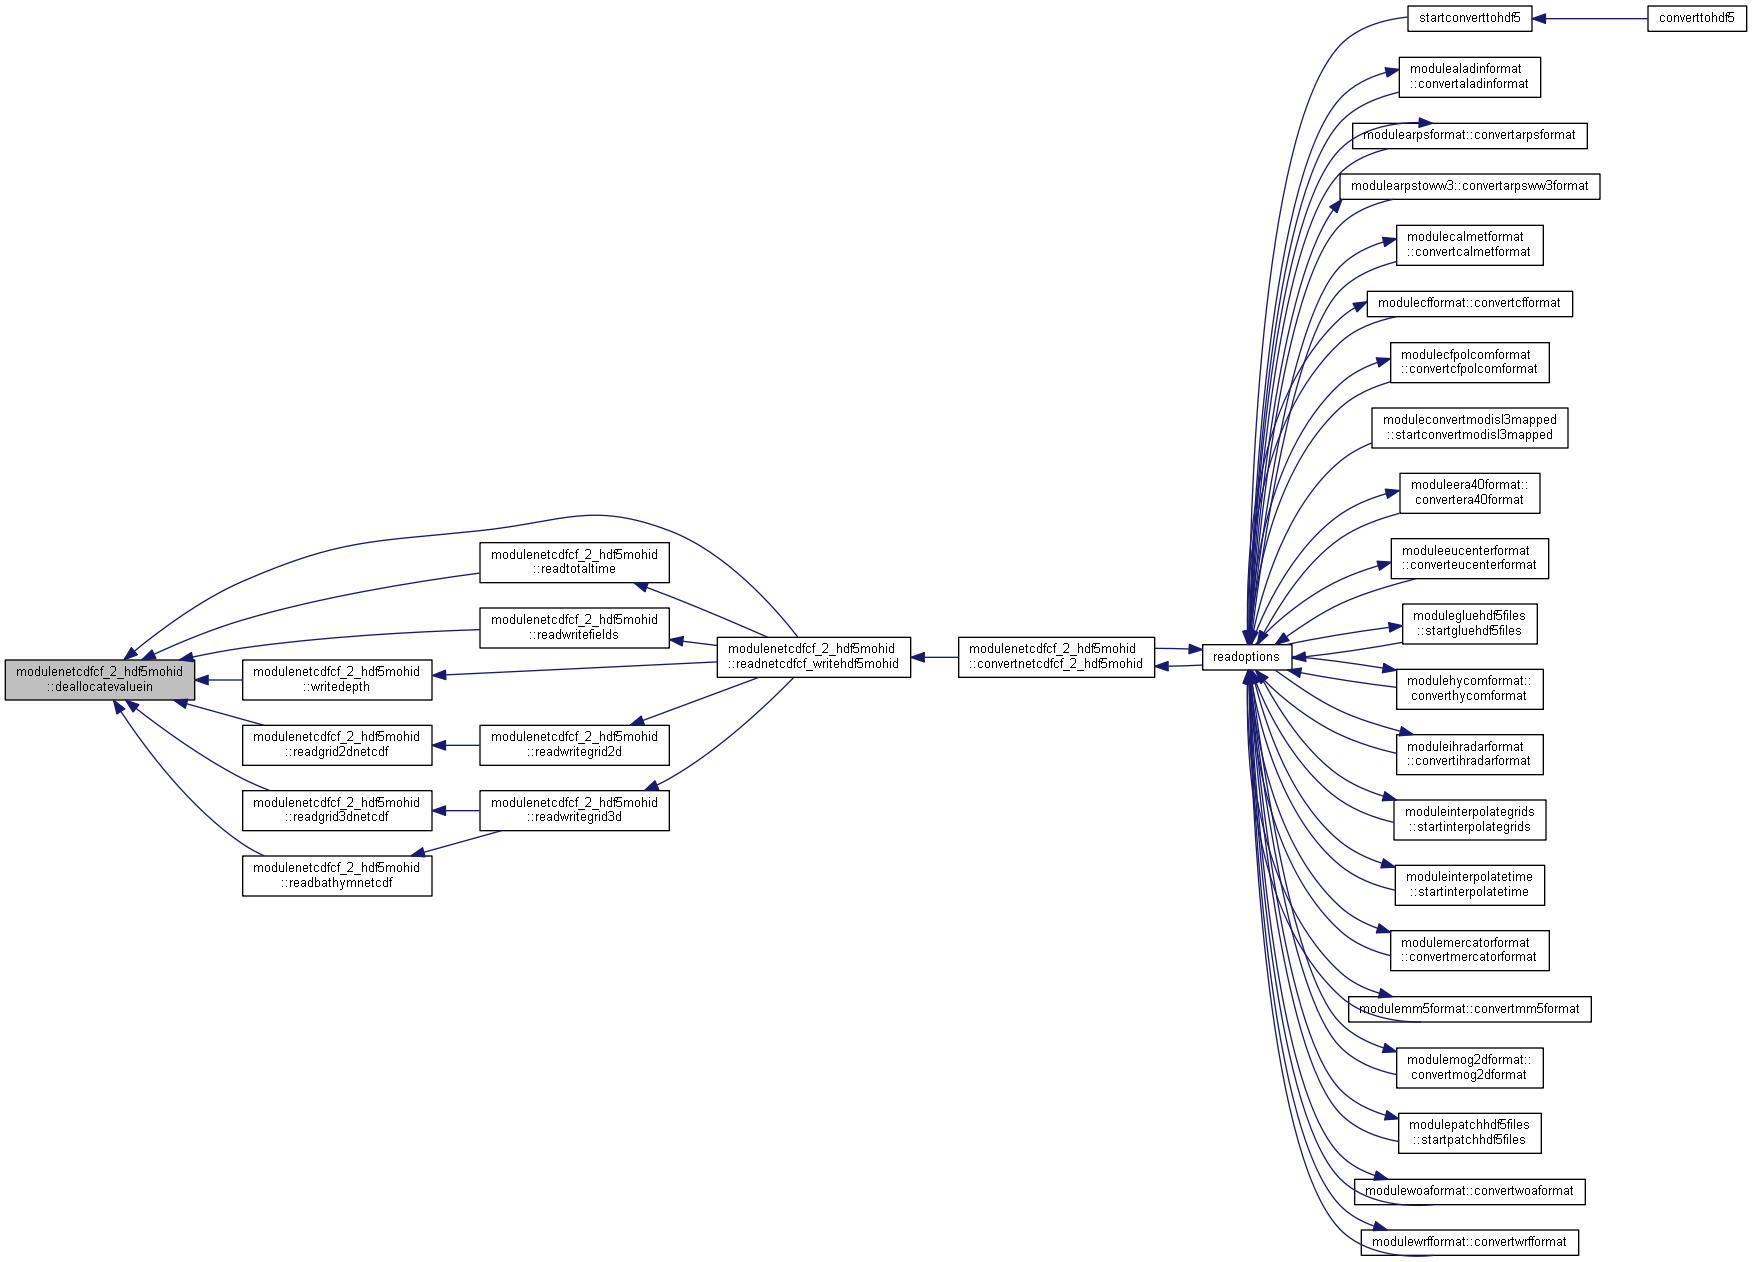 startconverttohdf5
converttohdf5
modulealadinformat
::convertaladinformat
modulearpsformat::convertarpsformat
modulearpstoww3::convertarpsww3format
modulecalmetformat
::convertcalmetformat
modulecfformat::convertcfformat
modulecfpolcomformat
::convertcfpolcomformat
moduleconvertmodisl3mapped
::startconvertmodisl3mapped
moduleera40format::
convertera40format
moduleeucenterformat
::converteucenterformat
modulegluehdf5files
::startgluehdf5files
modulehycomformat::
converthycomformat
moduleihradarformat
::convertihradarformat
moduleinterpolategrids
::startinterpolategrids
moduleinterpolatetime
::startinterpolatetime
modulemercatorformat
::convertmercatorformat
modulemm5format::convertmm5format
modulemog2dformat::
convertmog2dformat
modulepatchhdf5files
::startpatchhdf5files
modulewoaformat::convertwoaformat
modulewrfformat::convertwrfformat
readoptions
modulenetcdfcf_2_hdf5mohid
::convertnetcdfcf_2_hdf5mohid
modulenetcdfcf_2_hdf5mohid
::readnetcdfcf_writehdf5mohid
modulenetcdfcf_2_hdf5mohid
::readtotaltime
modulenetcdfcf_2_hdf5mohid
::readwritefields
modulenetcdfcf_2_hdf5mohid
::writedepth
modulenetcdfcf_2_hdf5mohid
::readgrid2dnetcdf
modulenetcdfcf_2_hdf5mohid
::readwritegrid2d
modulenetcdfcf_2_hdf5mohid
::readgrid3dnetcdf
modulenetcdfcf_2_hdf5mohid
::readwritegrid3d
modulenetcdfcf_2_hdf5mohid
::readbathymnetcdf
modulenetcdfcf_2_hdf5mohid
::deallocatevaluein